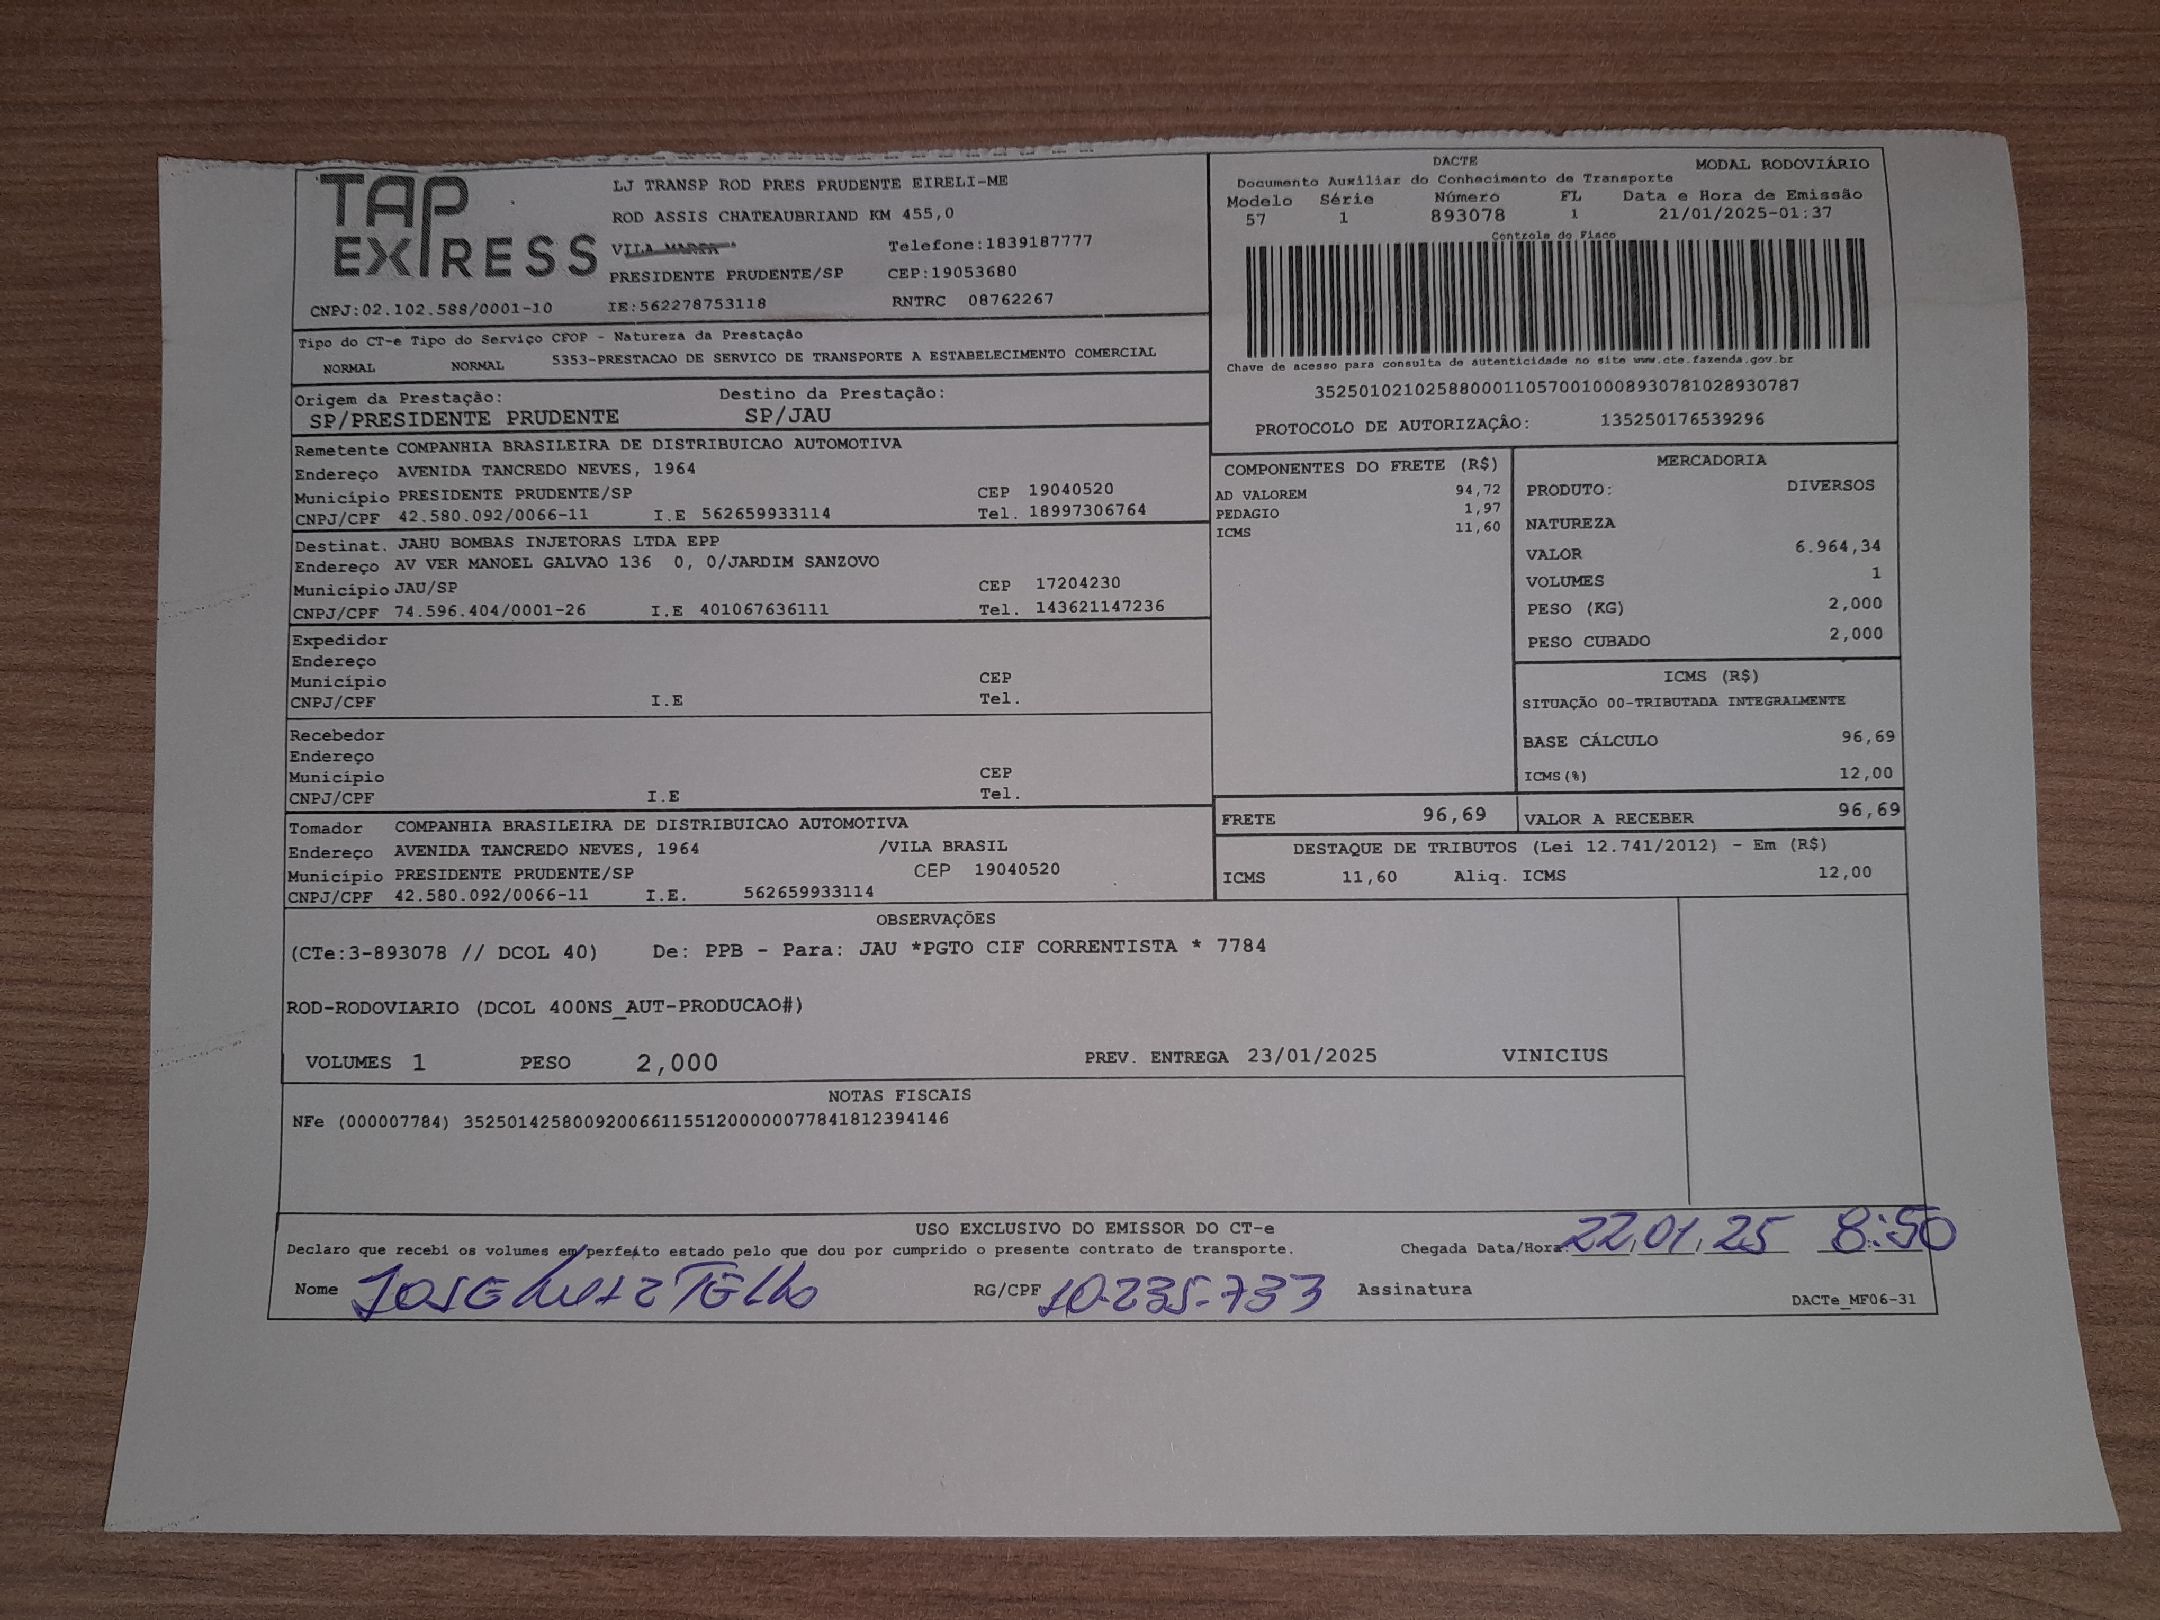 TAP
EXPRESS
LJ TRANSP ROD PRES PRUDENTE EIRELI-ME
ROD ASSIS CHATEAUBRIAND KM 455,0
VILA Telefone:1839187777
PRESIDENTE PRUDENTE/SP CEP:19053680
CNPJ:02.102.588/0001-10 IE:562278753118 RNTRC 08762267
DACTE MODAL RODOVIÁRIO
Documento Auxiliar do Conhecimento de Transporte
Modelo Série Número FL Data e Hora de Emissão
57 1 893078 1 21/01/2025-01:37
Controle do Fisco
Chave de acesso para consulta de autenticidade no site www.cte.fazenda.gov.br
35250102102588000110570010008930781028930787
PROTOCOLO DE AUTORIZAÇÃO: 135250176539296
Tipo do CT-e Tipo do Serviço CFOP - Natureza da Prestação
NORMAL NORMAL 5353-PRESTACAO DE SERVICO DE TRANSPORTE A ESTABELECIMENTO COMERCIAL
Origem da Prestação: Destino da Prestação:
SP/PRESIDENTE PRUDENTE SP/JAU
Remetente COMPANHIA BRASILEIRA DE DISTRIBUICAO AUTOMOTIVA
Endereço AVENIDA TANCREDO NEVES, 1964
Município PRESIDENTE PRUDENTE/SP CEP 19040520
CNPJ/CPF 42.580.092/0066-11 I.E 562659933114 Tel. 18997306764
Destinat. JAHU BOMBAS INJETORAS LTDA EPP
Endereço AV VER MANOEL GALVAO 136 0, 0/JARDIM SANZOVO
Município JAU/SP CEP 17204230
CNPJ/CPF 74.596.404/0001-26 I.E 401067636111 Tel. 143621147236
Expedidor
Endereço
Município CEP
CNPJ/CPF I.E Tel.
Recebedor
Endereço
Município CEP
CNPJ/CPF I.E Tel.
Tomador COMPANHIA BRASILEIRA DE DISTRIBUICAO AUTOMOTIVA
Endereço AVENIDA TANCREDO NEVES, 1964 /VILA BRASIL
Município PRESIDENTE PRUDENTE/SP CEP 19040520
CNPJ/CPF 42.580.092/0066-11 I.E. 562659933114
COMPONENTES DO FRETE (R$)
AD VALOREM 94,72
PEDAGIO 1,97
ICMS 11,60
MERCADORIA
PRODUTO: DIVERSOS
NATUREZA
VALOR 6.964,34
VOLUMES 1
PESO (KG) 2,000
PESO CUBADO 2,000
ICMS (R$)
SITUAÇÃO 00-TRIBUTADA INTEGRALMENTE
BASE CÁLCULO 96,69
ICMS(%) 12,00
FRETE 96,69 VALOR A RECEBER 96,69
DESTAQUE DE TRIBUTOS (Lei 12.741/2012) - Em (R$)
ICMS 11,60 Aliq. ICMS 12,00
OBSERVAÇÕES
(CTe:3-893078 // DCOL 40) De: PPB - Para: JAU *PGTO CIF CORRENTISTA * 7784
ROD-RODOVIARIO (DCOL 400NS_AUT-PRODUCAO#)
VOLUMES 1 PESO 2,000 PREV. ENTREGA 23/01/2025 VINICIUS
NOTAS FISCAIS
NFe (000007784) 35250142580092006611551200000077841812394146
USO EXCLUSIVO DO EMISSOR DO CT-e
Declaro que recebi os volumes em perfeito estado pelo que dou por cumprido o presente contrato de transporte. Chegada Data/Hora: 22,01,25 8:50
Nome JOSE LUIZ TELLO RG/CPF 10-235-733 Assinatura
DACTe_MF06-31